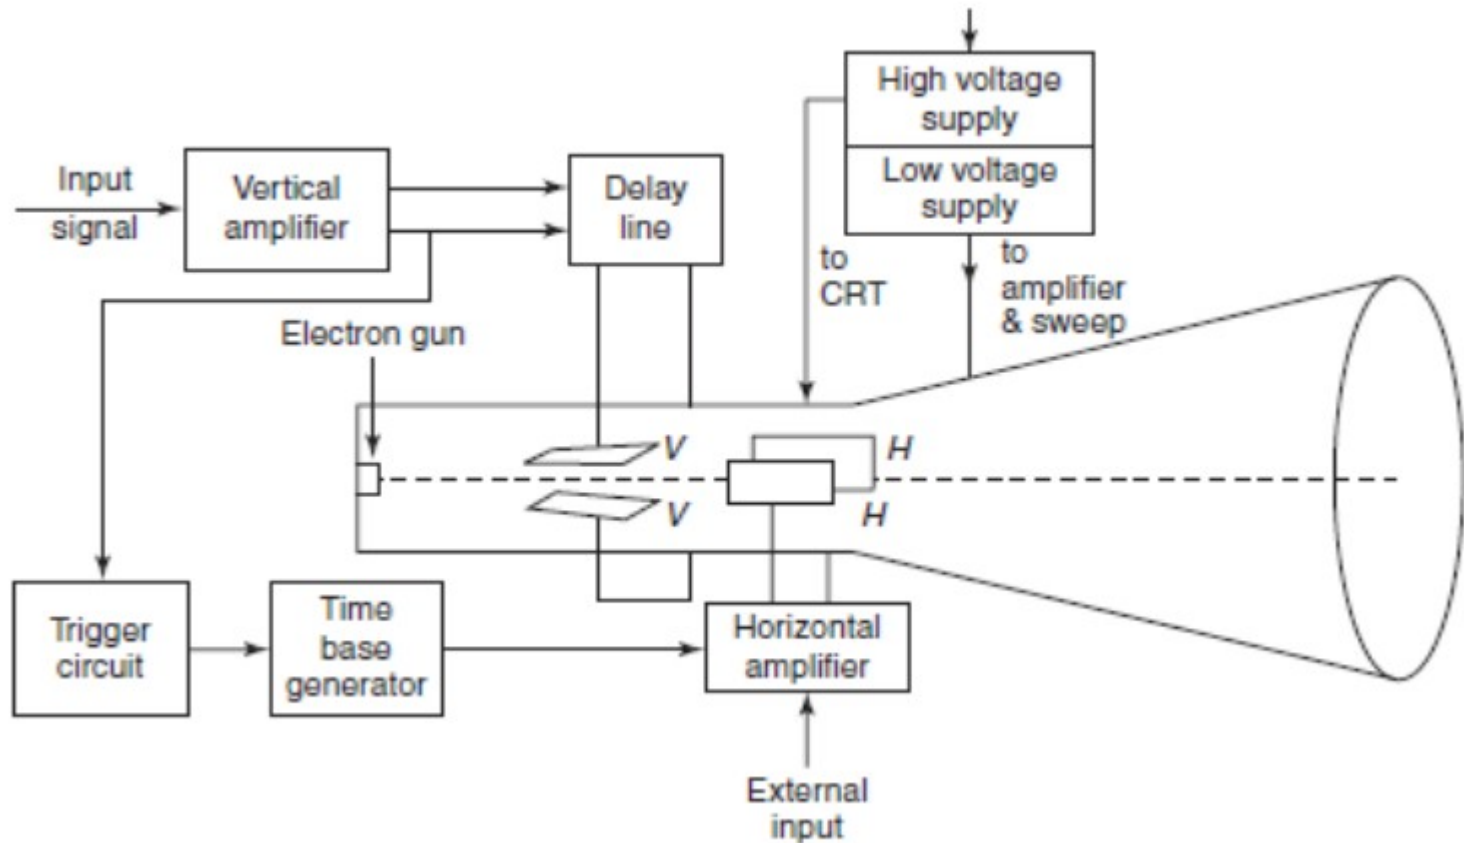 High voltage
supply
Low voltage
supply
Input
signal
Vertical
amplifier
Delay
line
to
CRT
to
amplifier
& sweep
Electron gun
V
V
H
H
Trigger
circuit
Time
base
generator
Horizontal
amplifier
External
input